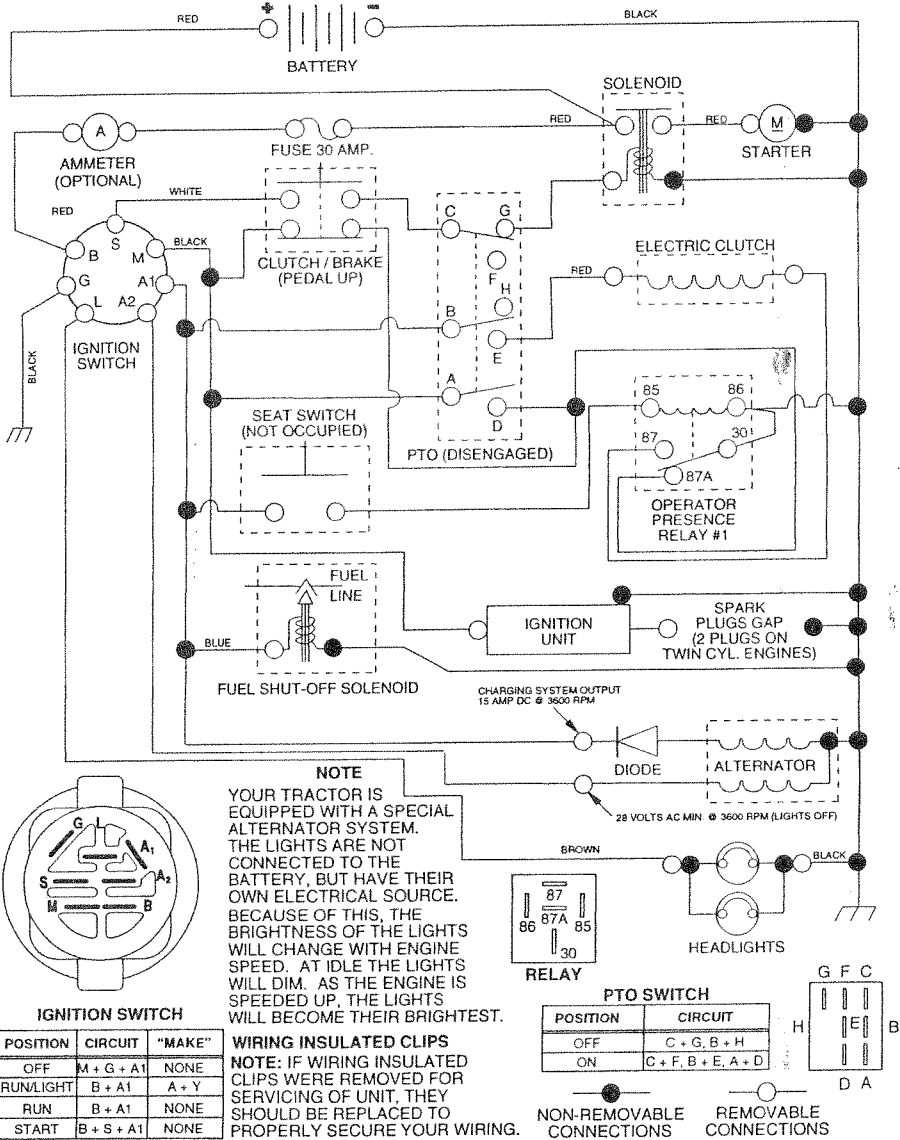 RED
+
-
BLACK
BATTERY
SOLENOID
A
RED
RED
M
AMMETER
(OPTIONAL)
FUSE 30 AMP.
STARTER
WHITE
RED
S
B
M
BLACK
G
A1
L
A2
CLUTCH / BRAKE
(PEDAL UP)
C
G
F
H
B
E
A
D
RED
ELECTRIC CLUTCH
IGNITION
SWITCH
BLACK
SEAT SWITCH
(NOT OCCUPIED)
PTO (DISENGAGED)
85
86
87
30
87A
OPERATOR
PRESENCE
RELAY #1
FUEL
LINE
BLUE
FUEL SHUT-OFF SOLENOID
IGNITION
UNIT
SPARK
PLUGS GAP
(2 PLUGS ON
TWIN CYL. ENGINES)
CHARGING SYSTEM OUTPUT
15 AMP DC @ 3600 RPM
DIODE
ALTERNATOR
28 VOLTS AC MIN. @ 3600 RPM (LIGHTS OFF)
BROWN
BLACK
HEADLIGHTS
NOTE
YOUR TRACTOR IS
EQUIPPED WITH A SPECIAL
ALTERNATOR SYSTEM.
THE LIGHTS ARE NOT
CONNECTED TO THE
BATTERY, BUT HAVE THEIR
OWN ELECTRICAL SOURCE.
BECAUSE OF THIS, THE
BRIGHTNESS OF THE LIGHTS
WILL CHANGE WITH ENGINE
SPEED. AT IDLE THE LIGHTS
WILL DIM. AS THE ENGINE IS
SPEEDED UP, THE LIGHTS
WILL BECOME THEIR BRIGHTEST.
G L
A1
S
A2
M
B
IGNITION SWITCH
POSITION CIRCUIT "MAKE"
OFF M + G + A1 NONE
RUN/LIGHT B + A1 A + Y
RUN B + A1 NONE
START B + S + A1 NONE
WIRING INSULATED CLIPS
NOTE: IF WIRING INSULATED
CLIPS WERE REMOVED FOR
SERVICING OF UNIT, THEY
SHOULD BE REPLACED TO
PROPERLY SECURE YOUR WIRING.
87
86 87A 85
30
RELAY
PTO SWITCH
POSITION CIRCUIT
OFF C + G, B + H
ON C + F, B + E, A + D
G F C
H E B
D A
NON-REMOVABLE
CONNECTIONS
REMOVABLE
CONNECTIONS